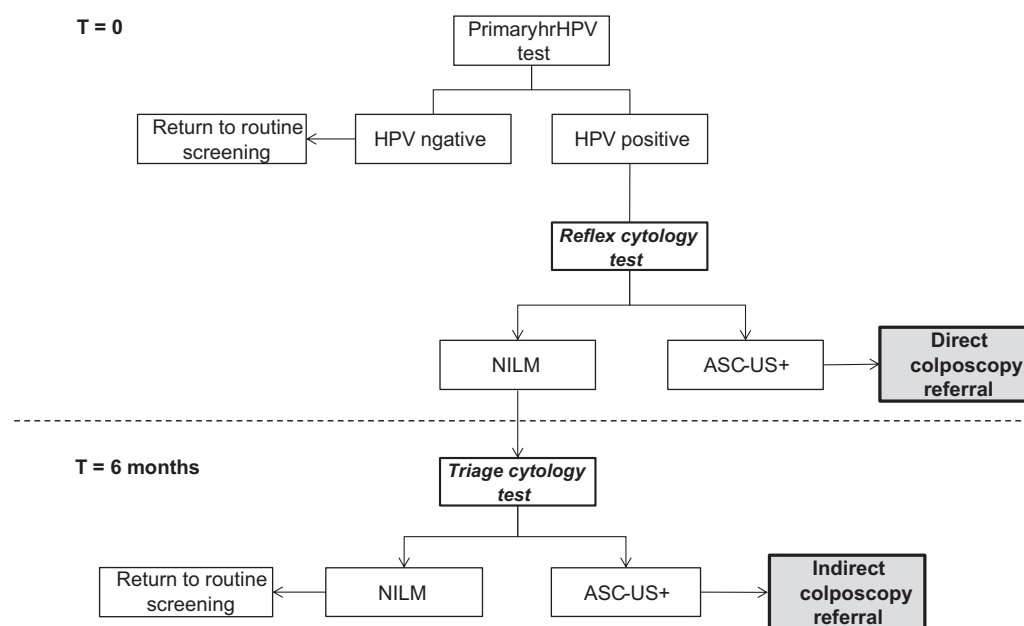 T = 0
PrimaryhrHPV
test
Return to routine
screening
HPV ngative
HPV positive
Reflex cytology
test
NILM
ASC-US+
Direct
colposcopy
referral
T = 6 months
Triage cytology
test
Return to routine
screening
NILM
ASC-US+
Indirect
colposcopy
referral